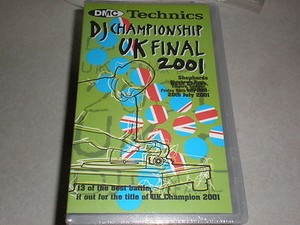 DMC Technics
DJ CHAMPIONSHIP
UK FINAL
2001
Shepherds
20th July 2001
13 of the best battle
it out for the title of UK Champion 2001